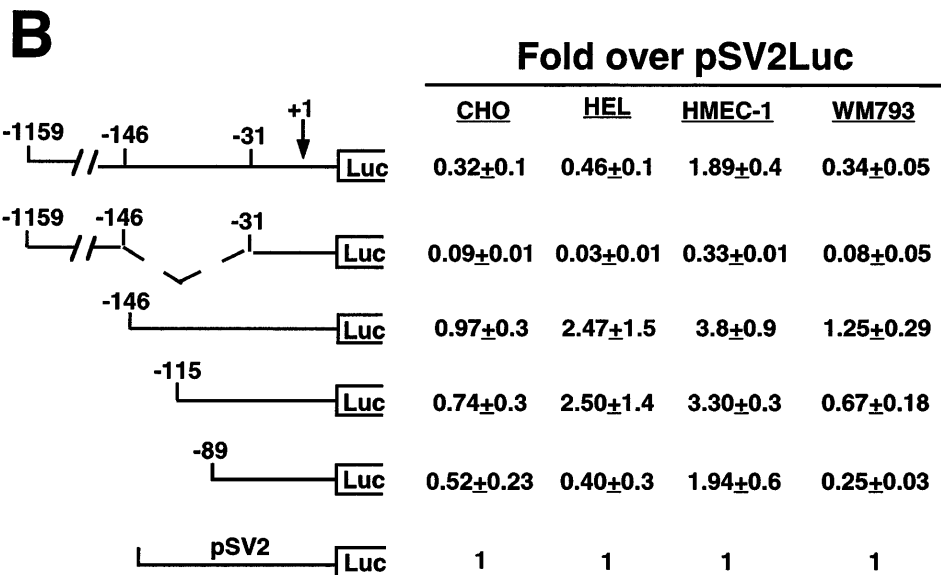 B
Fold over pSV2Luc
CHO HEL HMEC-1 WM793
+1
-1159 -146 -31
Luc 0.32±0.1 0.46±0.1 1.89±0.4 0.34±0.05
-1159 -146 -31
Luc 0.09±0.01 0.03±0.01 0.33±0.01 0.08±0.05
-146
Luc 0.97±0.3 2.47±1.5 3.8±0.9 1.25±0.29
-115
Luc 0.74±0.3 2.50±1.4 3.30±0.3 0.67±0.18
-89
Luc 0.52±0.23 0.40±0.3 1.94±0.6 0.25±0.03
pSV2
Luc 1 1 1 1